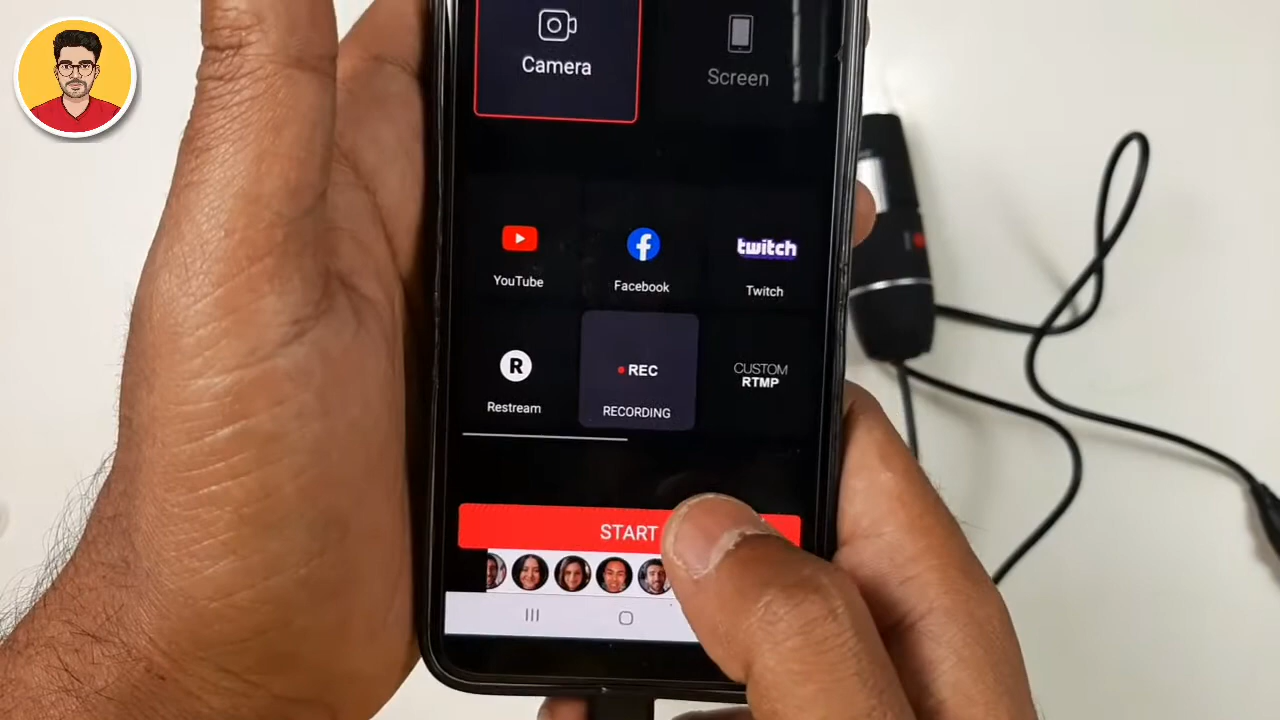 Camera
Screen
YouTube
Facebook
twitch
Twitch
R
Restream
REC
RECORDING
CUSTOM
RTMP
START